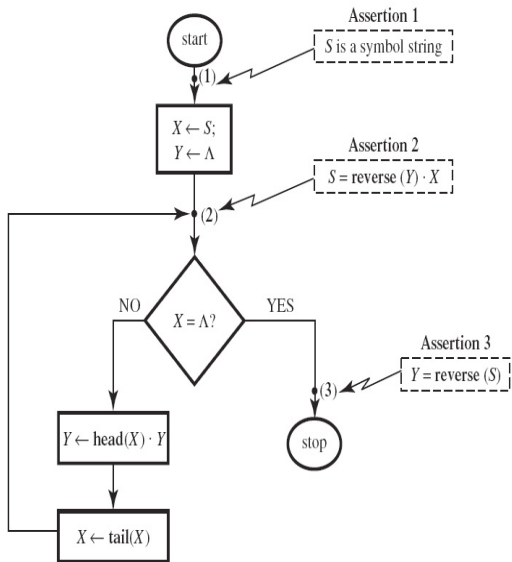 Assertion 1
start
S is a symbol string
(1)
X ← S;
Y ← Λ
Assertion 2
S = reverse (Y) · X
(2)
NO
YES
X = Λ?
Assertion 3
Y = reverse (S)
(3)
Y ← head(X) · Y
stop
X ← tail(X)